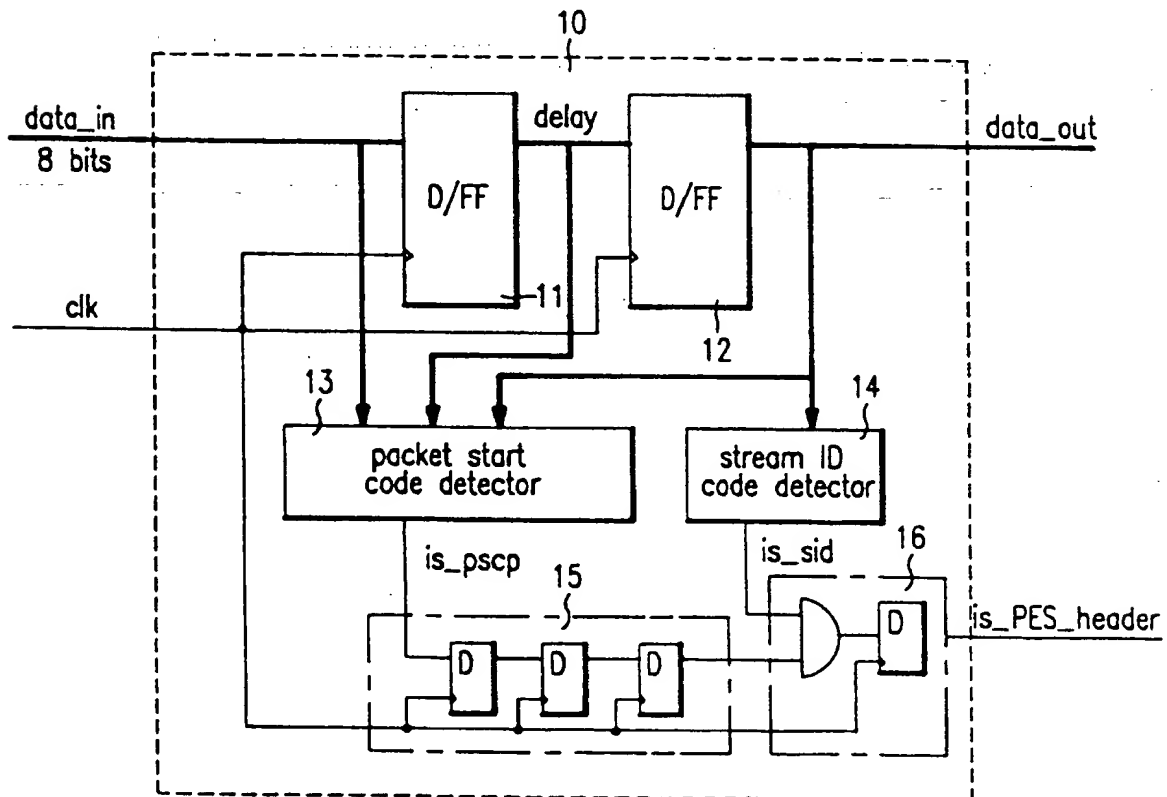 10
data_in
8 bits
D/FF
delay
D/FF
data_out
11
12
clk
13
14
packet start
code detector
stream ID
code detector
is_pscp
is_sid
15
16
D
D
D
D
is_PES_header